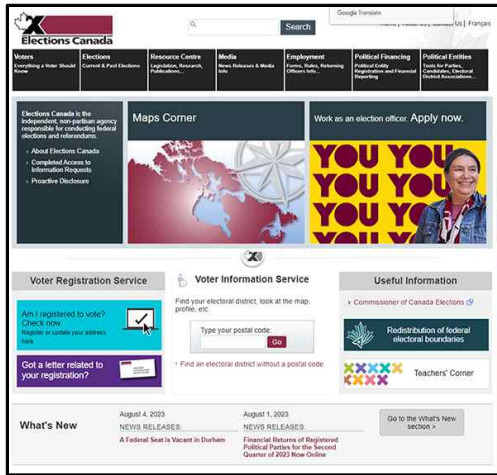 Google Translate
Search
Us | Français
Elections Canada
Voters
Everything a Voter Should
Know
Elections
Current & Past Elections
Resource Centre
Legislation, Research,
Publications...
Media
News Releases & Media
Info
Employment
Forms, Rules, Returning
Officers Info...
Political Financing
Political Entity
Registration and Financial
Reporting
Political Entities
Tools for Parties,
Candidates, Electoral
District Associations...
Elections Canada is the
independent, non-partisan agency
responsible for conducting federal
elections and referendums.
About Elections Canada
Completed Access to
Information Requests
Proactive Disclosure
Maps Corner
Work as an election officer. Apply now.
YOU YOU
YOU YOU
YOU YOU
Voter Registration Service
Am I registered to vote?
Check now.
Register or update your address
here.
Got a letter related to
your registration?
Voter Information Service
Find your electoral district, look at the map,
profile, etc.
Type your postal code:
Go
Find an electoral district without a postal code
Useful Information
Commissioner of Canada Elections
Redistribution of federal
electoral boundaries
Teachers' Corner
What's New
August 4, 2023
NEWS RELEASES:
A Federal Seat is Vacant in Durham
August 1, 2023
NEWS RELEASES:
Financial Returns of Registered
Political Parties for the Second
Quarter of 2023 Now Online
Go to the What's New
section >